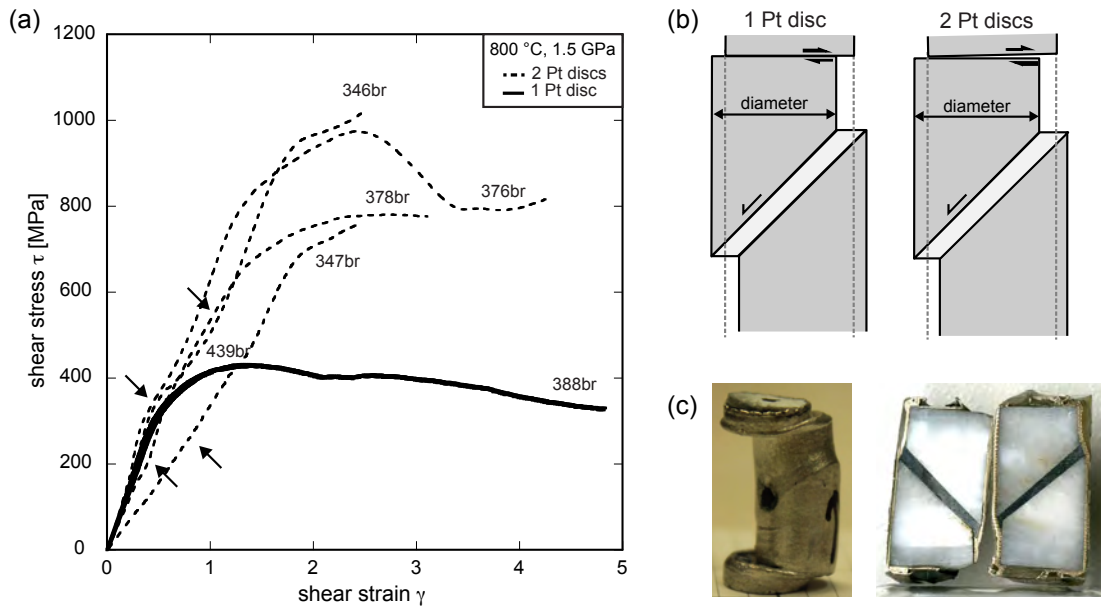 (a)
1200
1000
800
600
400
200
0
0
1
2
3
4
5
shear stress τ [MPa]
shear strain γ
800 °C, 1.5 GPa
2 Pt discs
1 Pt disc
346br
376br
378br
347br
439br
388br
(b)
1 Pt disc
2 Pt discs
diameter
diameter
(c)